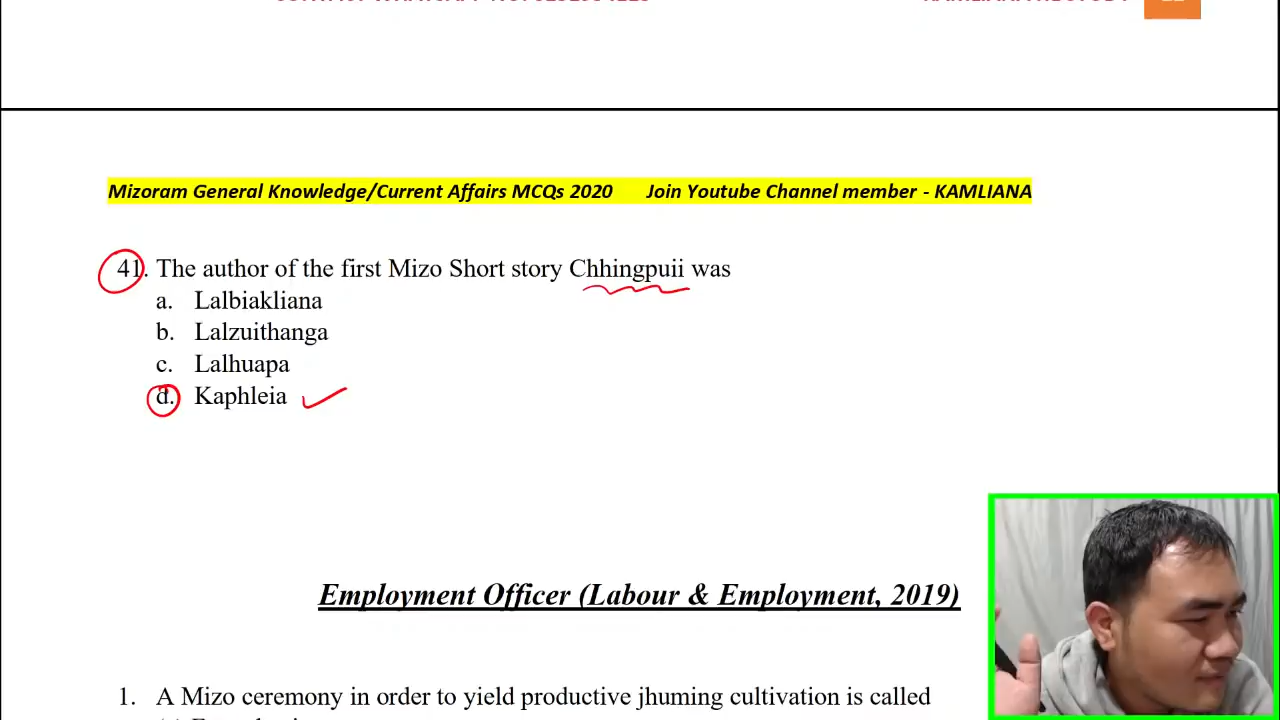 Mizoram General Knowledge/Current Affairs MCQs 2020 Join Youtube Channel member - KAMLIANA
41. The author of the first Mizo Short story Chhingpuii was
a. Lalbiakliana
b. Lalzuithanga
c. Lalhuapa
d. Kaphleia
Employment Officer (Labour & Employment, 2019)
1. A Mizo ceremony in order to yield productive jhuming cultivation is called